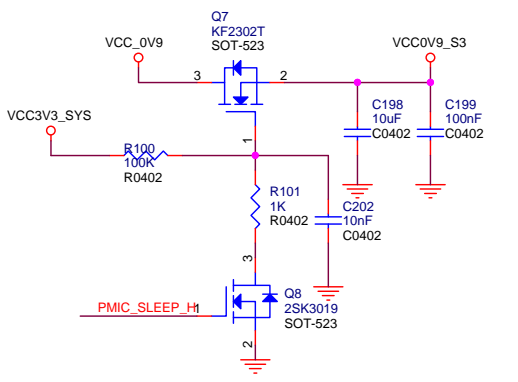 Q7
KF2302T
SOT-523
VCC_0V9
VCC0V9_S3
3
2
VCC3V3_SYS
C198
10uF
C0402
C199
100nF
C0402
1
R100
100K
R0402
R101
1K
R0402
C202
10nF
C0402
3
PMIC_SLEEP_H
1
Q8
2SK3019
SOT-523
2